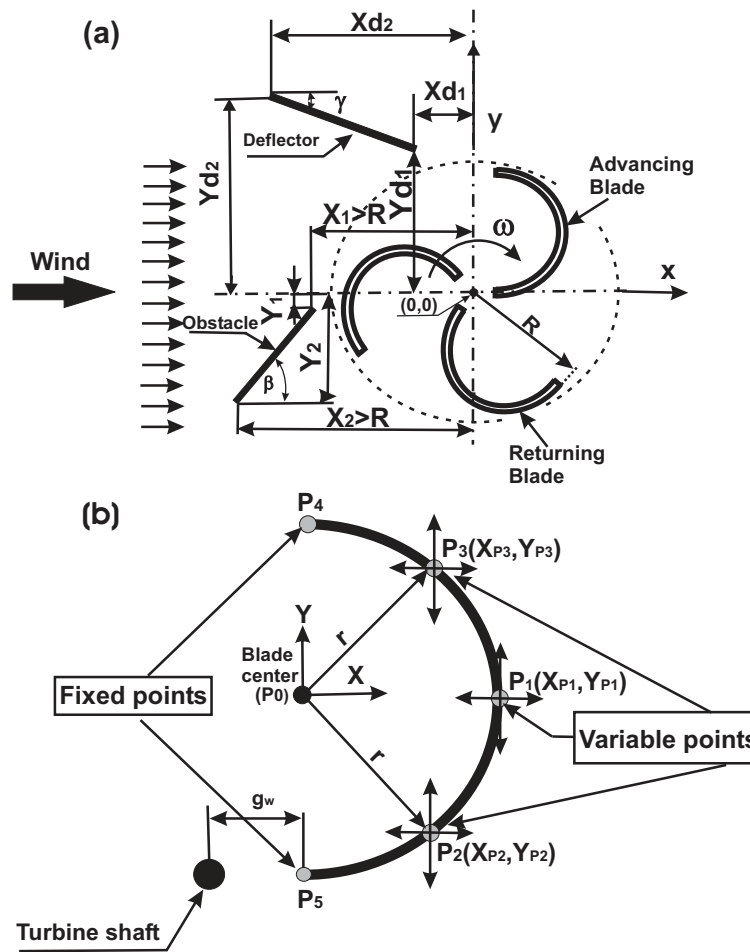 (a)
Xd2
Xd1
y
γ
Deflector
Yd2
Yd1
Advancing
Blade
X1>R
ω
Wind
x
(0,0)
Y1
Obstacle
Y2
R
β
X2>R
Returning
Blade
(b)
P4
P3(XP3,YP3)
Y
r
Blade
center
(P0)
X
P1(XP1,YP1)
Fixed points
Variable points
r
gw
P2(XP2,YP2)
P5
Turbine shaft